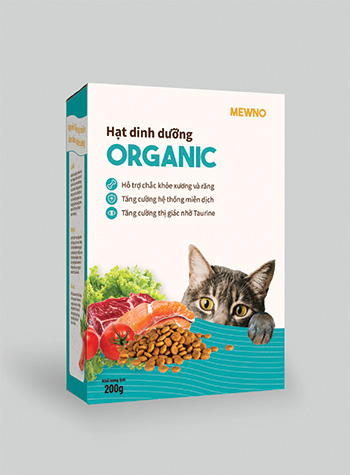 MEWNO
Hạt dinh dưỡng
ORGANIC
Hỗ trợ chắc khỏe xương và răng
Tăng cường hệ thống miễn dịch
Tăng cường thị giác nhờ Taurine
200g